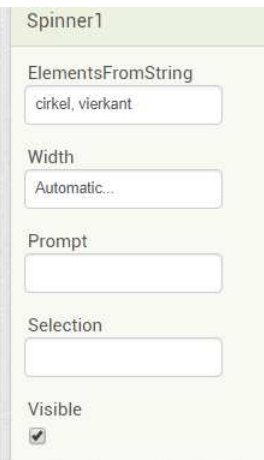 Spinner1
ElementsFromString
cirkel, vierkant
Width
Automatic...
Prompt
Selection
Visible